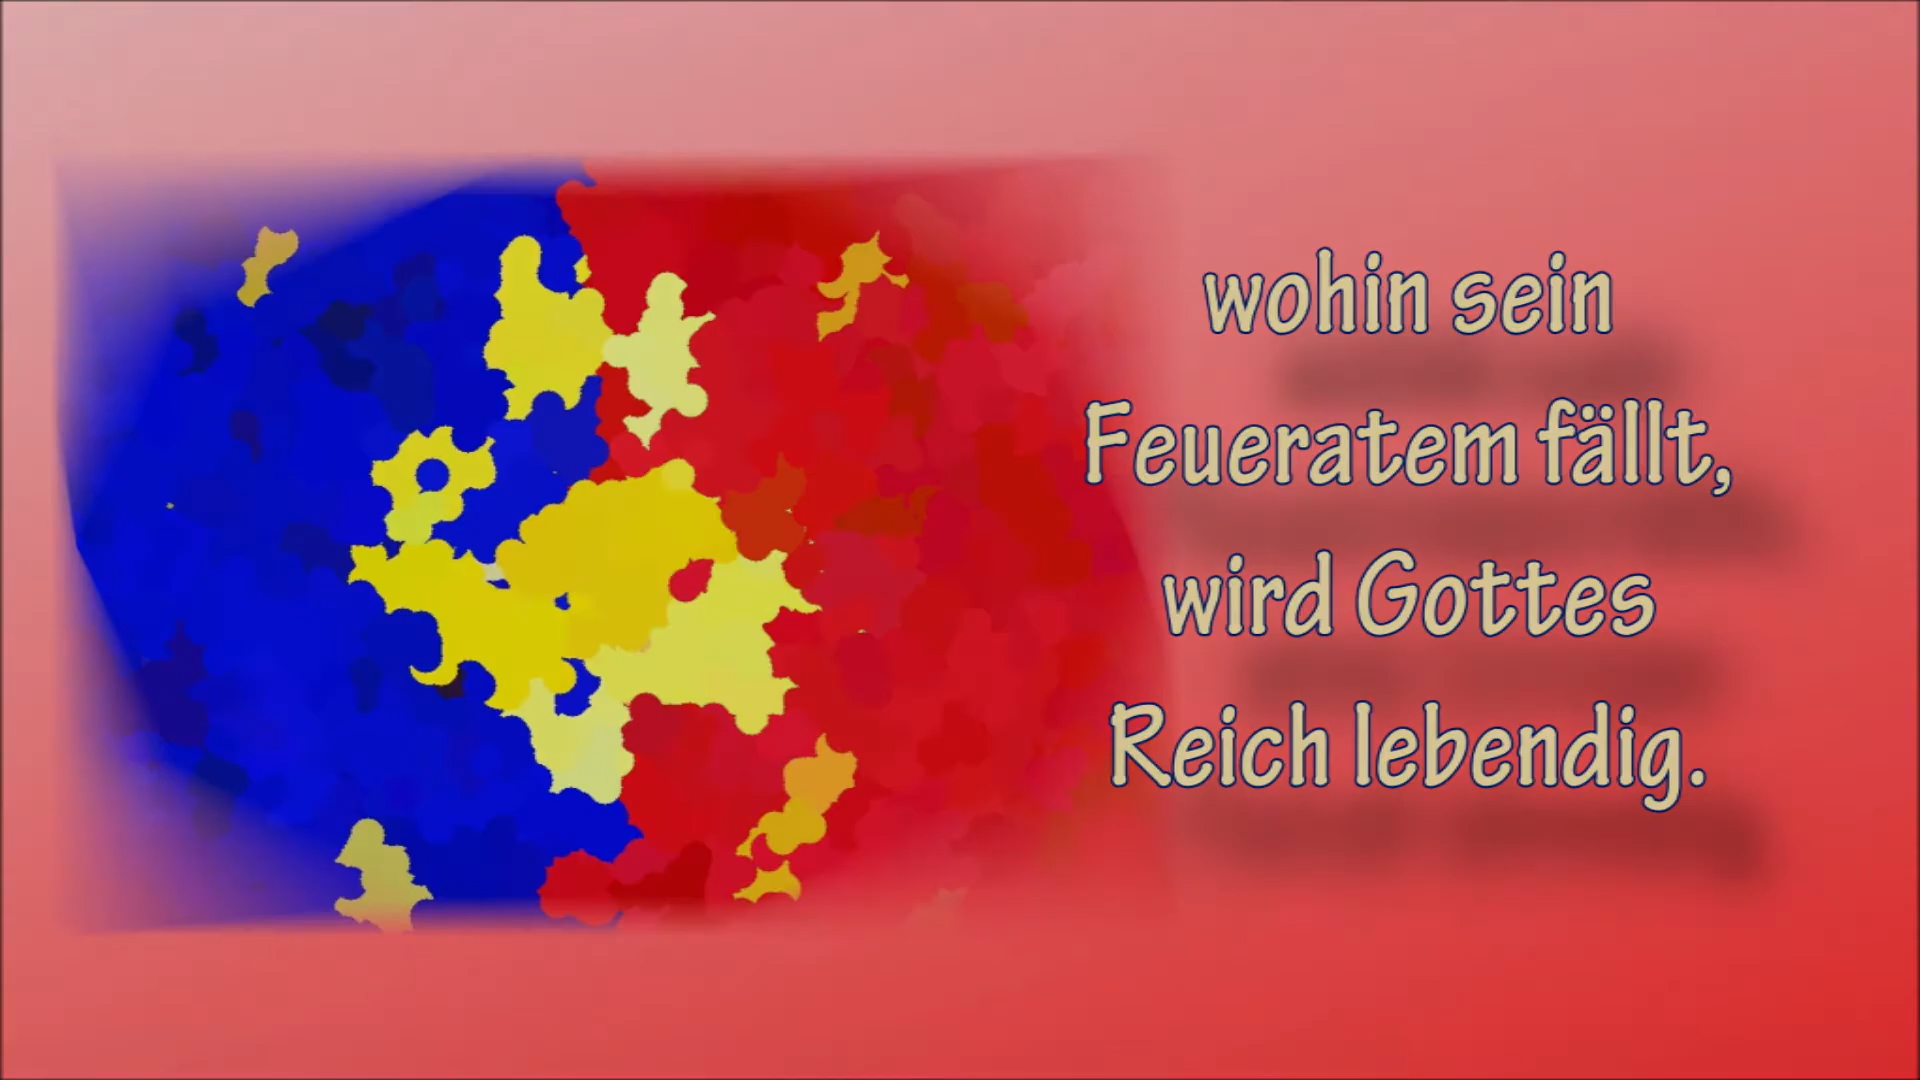 wohin sein
Feueratem fällt,
wird Gottes
Reich lebendig.